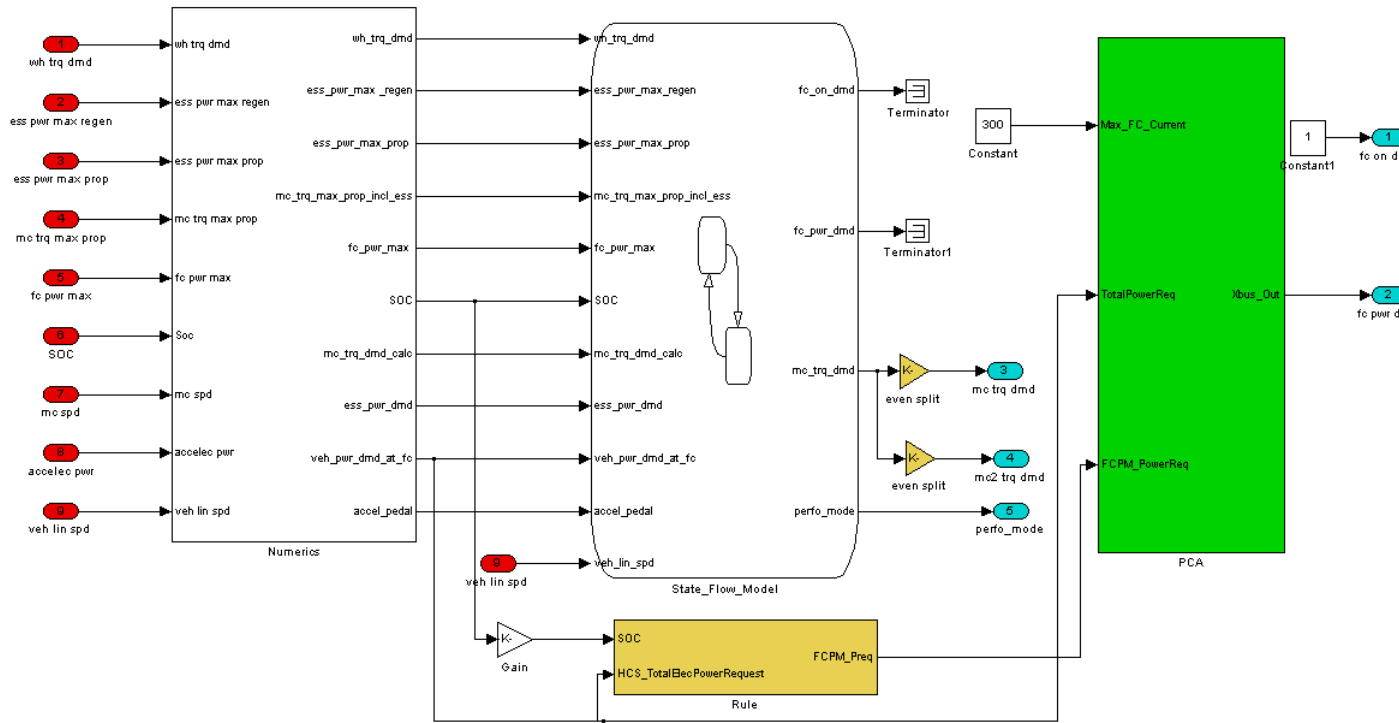 1
wh trq dmd
2
ess pwr max regen
3
ess pwr max prop
4
mc trq max prop
5
fc pwr max
6
SOC
7
mc spd
8
accelec pwr
9
veh lin spd
wh trq dmd
ess pwr max regen
ess pwr max prop
mc trq max prop
fc pwr max
Soc
mc spd
accelec pwr
veh lin spd
wh_trq_dmd
ess_pwr_max _regen
ess_pwr_max_prop
mc_trq_max_prop_incl_ess
fc_pwr_max
SOC
mc_trq_dmd_calc
ess_pwr_dmd
veh_pwr_dmd_at_fc
accel_pedal
Numerics
9
veh lin spd
wh_trq_dmd
ess_pwr_max_regen
ess_pwr_max_prop
mc_trq_max_prop_incl_ess
fc_pwr_max
SOC
mc_trq_dmd_calc
ess_pwr_dmd
veh_pwr_dmd_at_fc
accel_pedal
veh_lin_spd
fc_on_dmd
fc_pwr_dmd
mc_trq_dmd
perfo_mode
State_Flow_Model
Terminator
Terminator1
K-
even split
K-
even split
3
mc trq dmd
4
mc2 trq dmd
5
perfo_mode
K-
Gain
SOC
HCS_TotalElecPowerRequest
FCPM_Preq
Rule
300
Constant
Max_FC_Current
TotalPowerReq
FCPM_PowerReq
Xbus_Out
PCA
1
Constant1
1
fc on d
2
fc pwr d